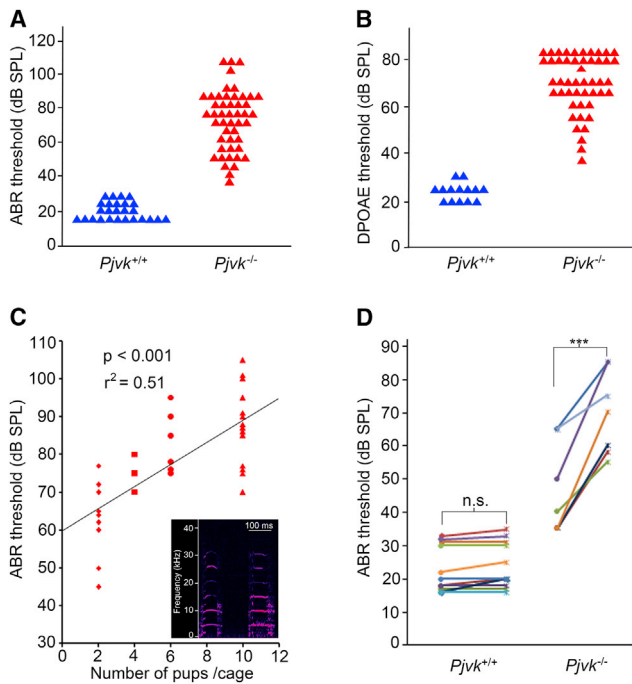 A
ABR threshold (dB SPL)
120
100
80
60
40
20
0
Pjvk+/+
Pjvk-/-
B
DPOAE threshold (dB SPL)
80
60
40
20
0
Pjvk+/+
Pjvk-/-
C
ABR threshold (dB SPL)
110
100
90
80
70
60
50
40
30
p < 0.001
r² = 0.51
0
2
4
6
8
10
12
Number of pups /cage
Frequency (kHz)
40
30
20
10
0
100 ms
D
ABR threshold (dB SPL)
90
80
70
60
50
40
30
20
10
0
n.s.
***
Pjvk+/+
Pjvk-/-